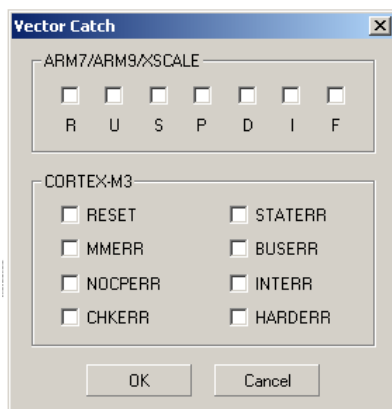 Vector Catch
ARM7/ARM9/XSCALE
R U S P D I F
CORTEX-M3
RESET STATERR
MMERR BUSERR
NOCPERR INTERR
CHKERR HARDERR
OK Cancel